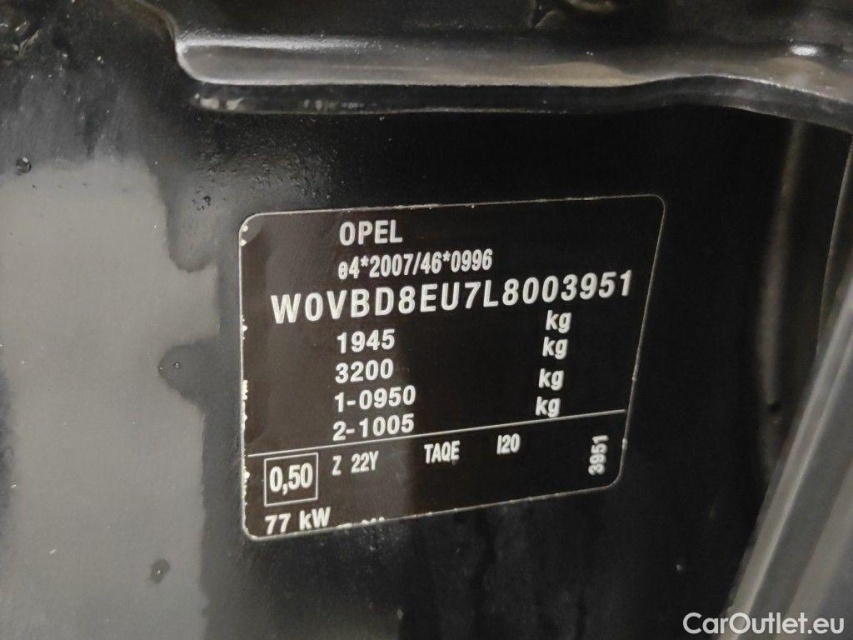 OPEL
e4*2007/46*0996
W0VBD8EU7L8003951
1945 kg
3200 kg
1-0950 kg
2-1005 kg
0,50 Z 22Y TAQE I20 3951
77 kW
CarOutlet.eu